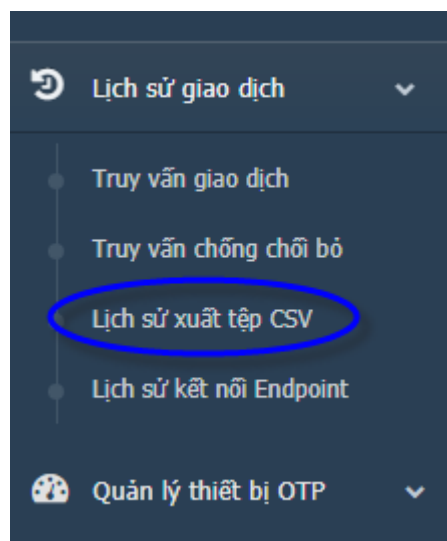 Lịch sử giao dịch
Truy vấn giao dịch
Truy vấn chống chối bỏ
Lịch sử xuất tệp CSV
Lịch sử kết nối Endpoint
Quản lý thiết bị OTP